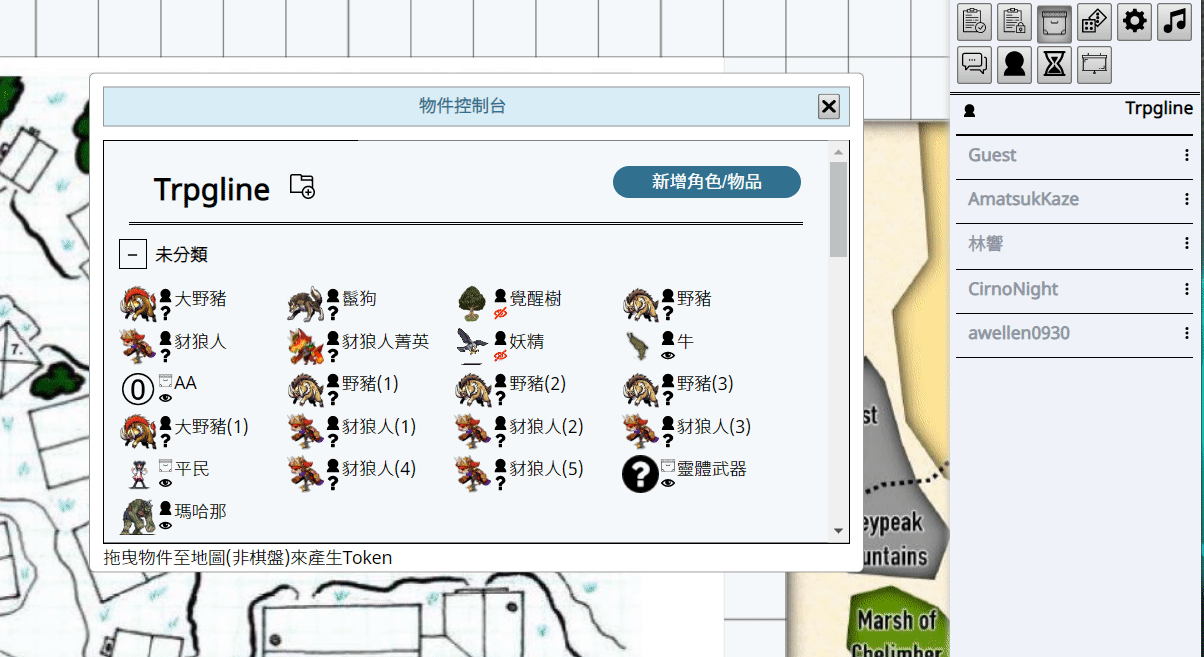 物件控制台
Trpgline
新增角色/物品
未分類
大野豬 ? 鬣狗 ? 覺醒樹 野豬 ?
豺狼人 ? 豺狼人菁英 ? 妖精 牛
0 AA 野豬(1) ? 野豬(2) ? 野豬(3) ?
大野豬(1) ? 豺狼人(1) ? 豺狼人(2) ? 豺狼人(3) ?
平民 豺狼人(4) ? 豺狼人(5) ? ? 靈體武器
瑪哈那
拖曳物件至地圖(非棋盤)來產生Token
Trpgline
Guest
AmatsukKaze
林響
CirnoNight
awellen0930
7.
st
eypeak
untains
Marsh of
Chelimber